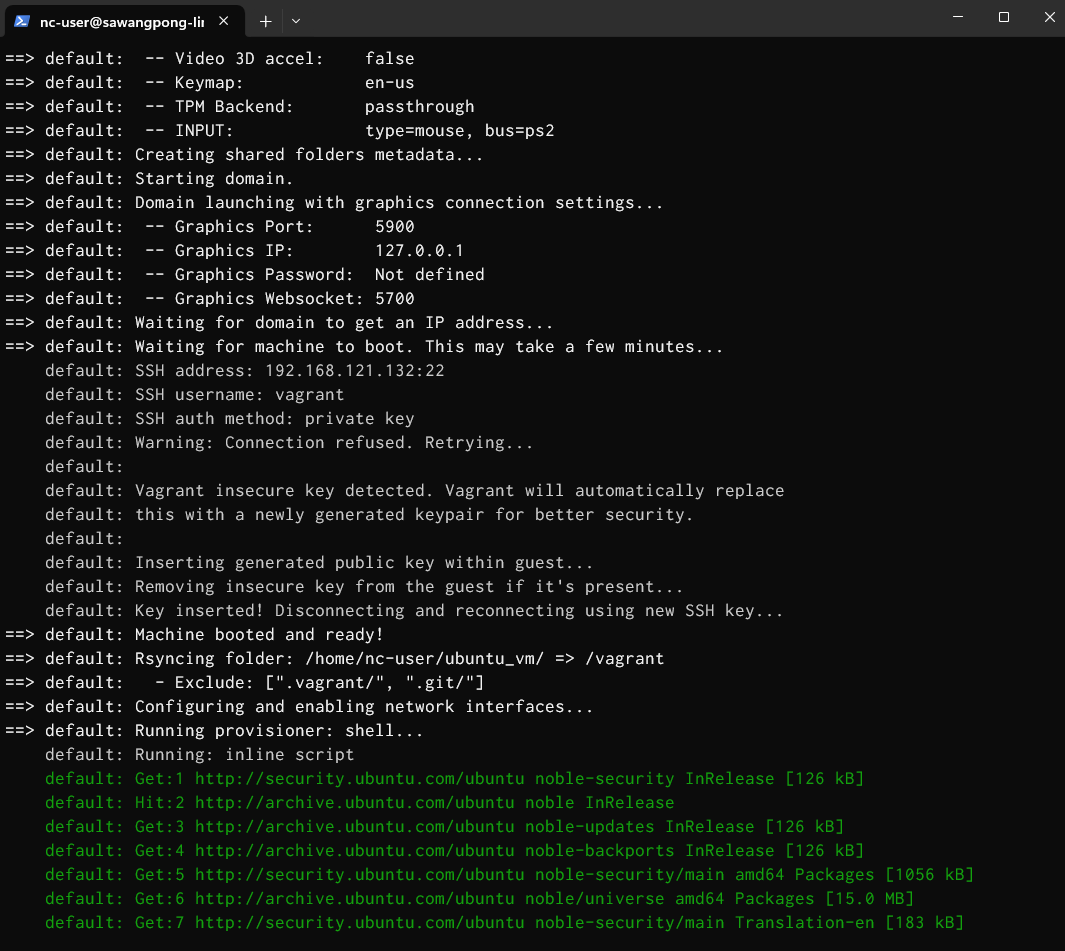 nc-user@sawangpong-lin
==> default:  -- Video 3D accel:    false
==> default:  -- Keymap:            en-us
==> default:  -- TPM Backend:       passthrough
==> default:  -- INPUT:             type=mouse, bus=ps2
==> default: Creating shared folders metadata...
==> default: Starting domain.
==> default: Domain launching with graphics connection settings...
==> default:  -- Graphics Port:      5900
==> default:  -- Graphics IP:        127.0.0.1
==> default:  -- Graphics Password:  Not defined
==> default:  -- Graphics Websocket: 5700
==> default: Waiting for domain to get an IP address...
==> default: Waiting for machine to boot. This may take a few minutes...
    default: SSH address: 192.168.121.132:22
    default: SSH username: vagrant
    default: SSH auth method: private key
    default: Warning: Connection refused. Retrying...
    default:
    default: Vagrant insecure key detected. Vagrant will automatically replace
    default: this with a newly generated keypair for better security.
    default:
    default: Inserting generated public key within guest...
    default: Removing insecure key from the guest if it's present...
    default: Key inserted! Disconnecting and reconnecting using new SSH key...
==> default: Machine booted and ready!
==> default: Rsyncing folder: /home/nc-user/ubuntu_vm/ => /vagrant
==> default:   - Exclude: [".vagrant/", ".git/"]
==> default: Configuring and enabling network interfaces...
==> default: Running provisioner: shell...
    default: Running: inline script
    default: Get:1 http://security.ubuntu.com/ubuntu noble-security InRelease [126 kB]
    default: Hit:2 http://archive.ubuntu.com/ubuntu noble InRelease
    default: Get:3 http://archive.ubuntu.com/ubuntu noble-updates InRelease [126 kB]
    default: Get:4 http://archive.ubuntu.com/ubuntu noble-backports InRelease [126 kB]
    default: Get:5 http://security.ubuntu.com/ubuntu noble-security/main amd64 Packages [1056 kB]
    default: Get:6 http://archive.ubuntu.com/ubuntu noble/universe amd64 Packages [15.0 MB]
    default: Get:7 http://security.ubuntu.com/ubuntu noble-security/main Translation-en [183 kB]